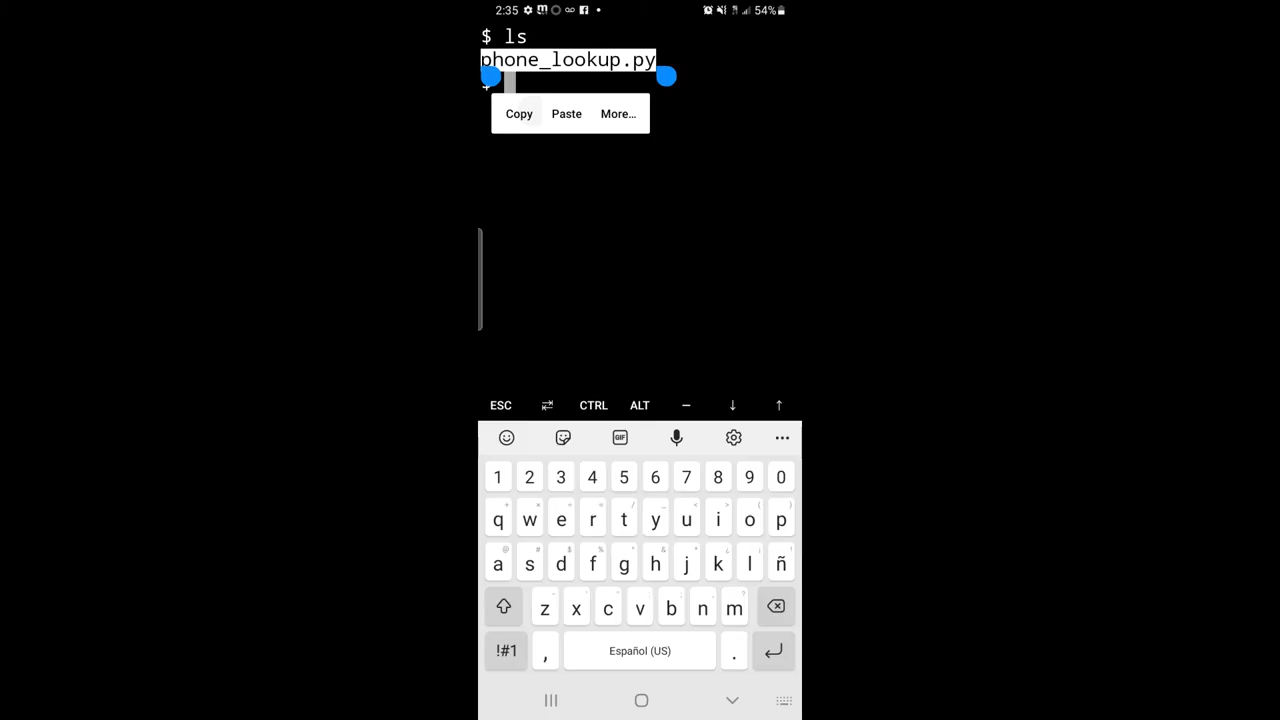 2:35 54%
$ ls
phone_lookup.py
$
Copy Paste More...
ESC CTRL ALT – ↓ ↑
GIF
1 2 3 4 5 6 7 8 9 0
q w e r t y u i o p
a s d f g h j k l ñ
z x c v b n m
!#1 , Español (US) .